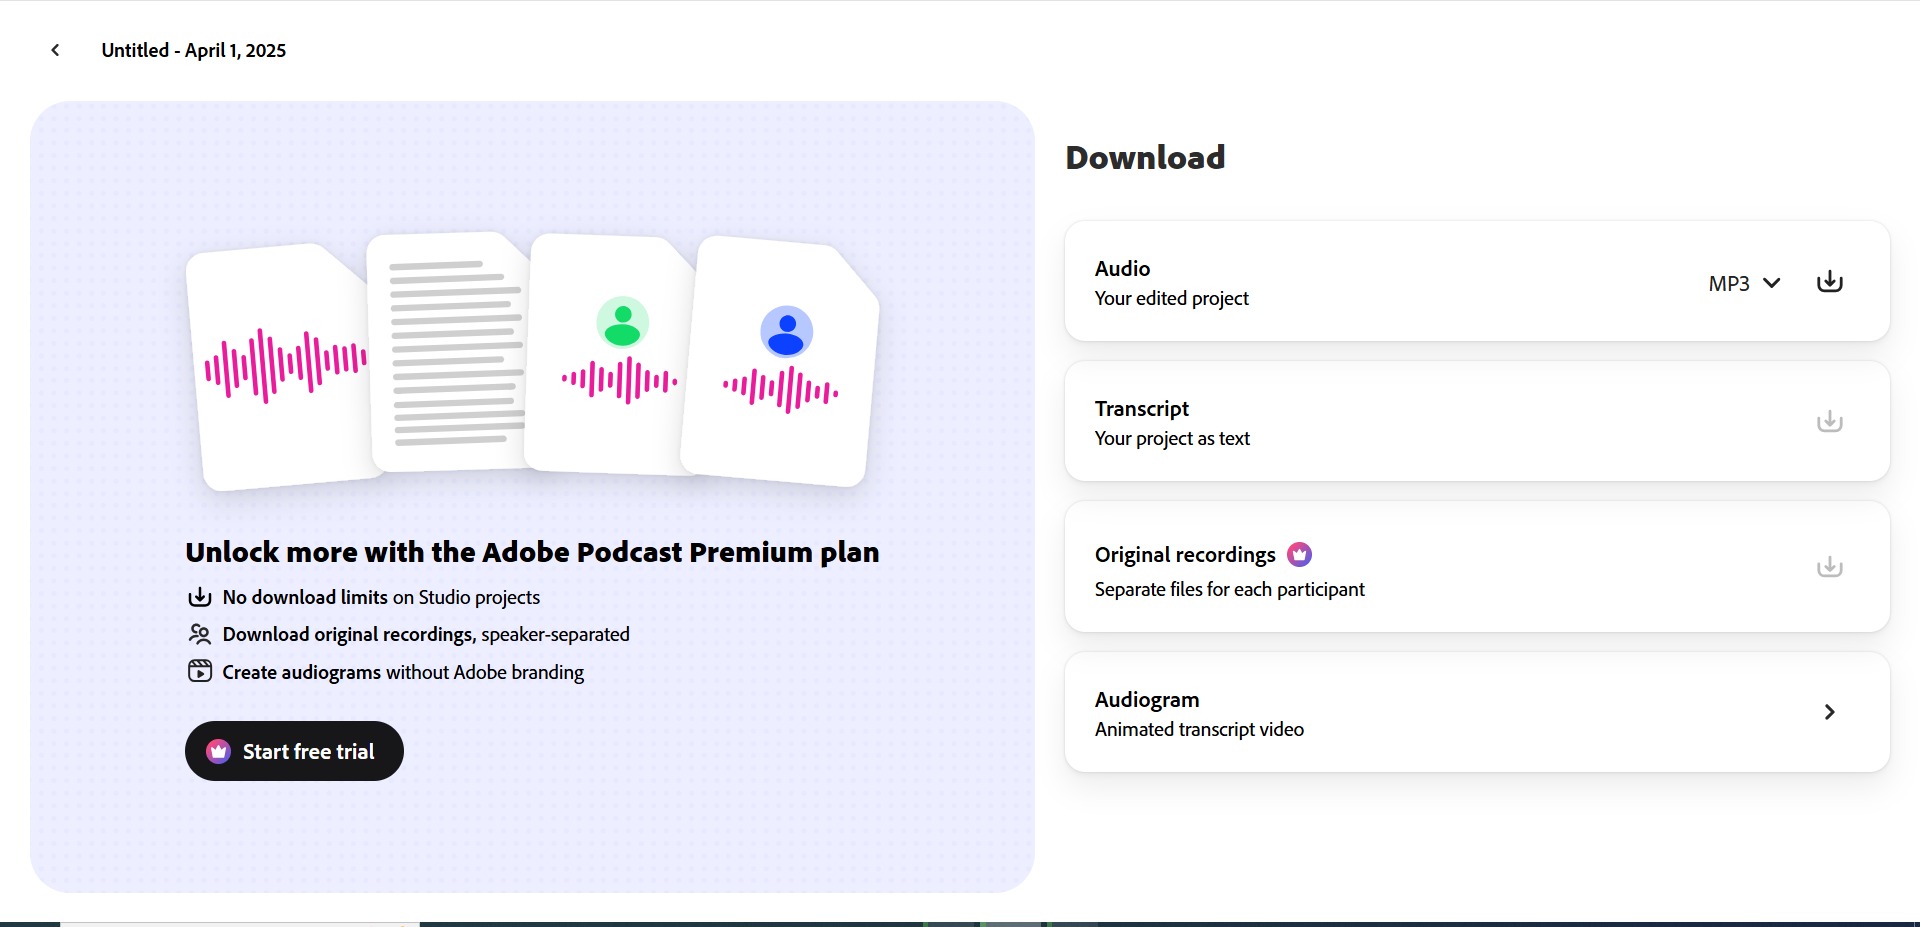 Untitled - April 1, 2025
Unlock more with the Adobe Podcast Premium plan
No download limits on Studio projects
Download original recordings, speaker-separated
Create audiograms without Adobe branding
Start free trial
Download
Audio
Your edited project
MP3
Transcript
Your project as text
Original recordings
Separate files for each participant
Audiogram
Animated transcript video